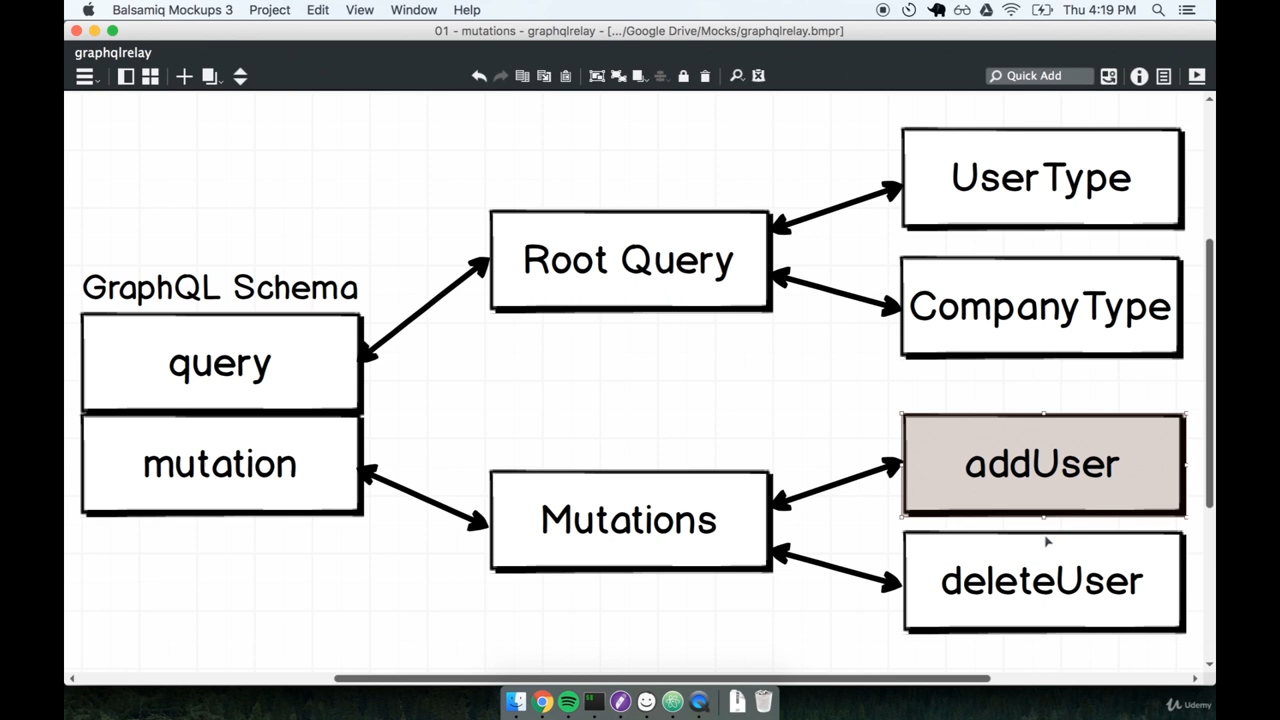 Balsamiq Mockups 3 Project Edit View Window Help Thu 4:19 PM
01 - mutations - graphqlrelay - [.../Google Drive/Mocks/graphqlrelay.bmpr]
graphqlrelay
Quick Add
UserType
Root Query
CompanyType
GraphQL Schema
query
mutation
Mutations
addUser
deleteUser
Udemy